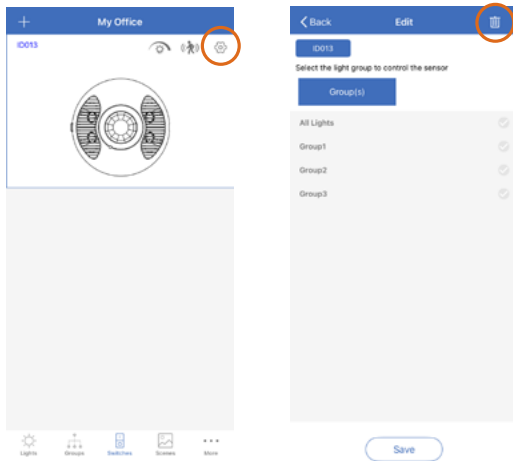 My Office
ID013
Lights
Groups
Switches
Scenes
More
Back
Edit
ID013
Select the light group to control the sensor
Group(s)
All Lights
Group1
Group2
Group3
Save